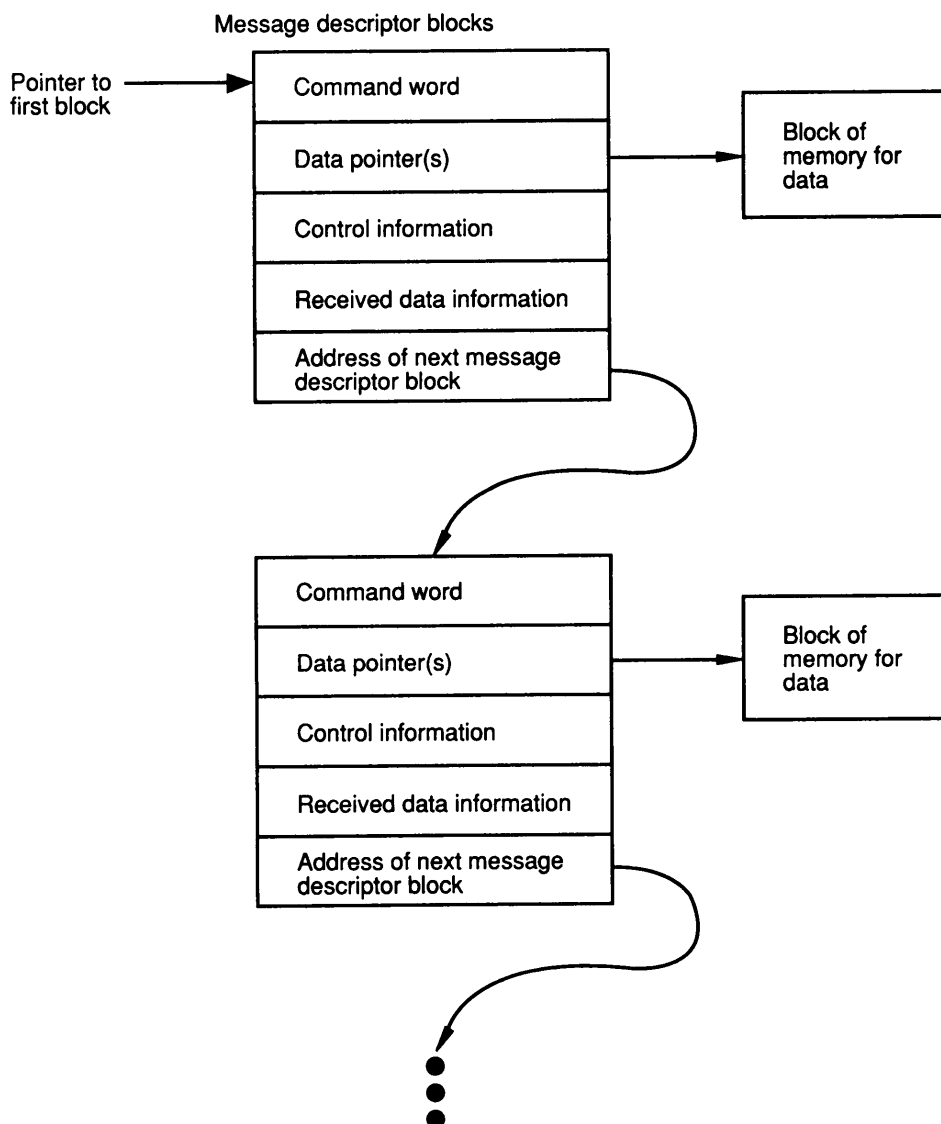 Message descriptor blocks
Pointer to
first block
Command word
Data pointer(s)
Control information
Received data information
Address of next message
descriptor block
Block of
memory for
data
Command word
Data pointer(s)
Control information
Received data information
Address of next message
descriptor block
Block of
memory for
data